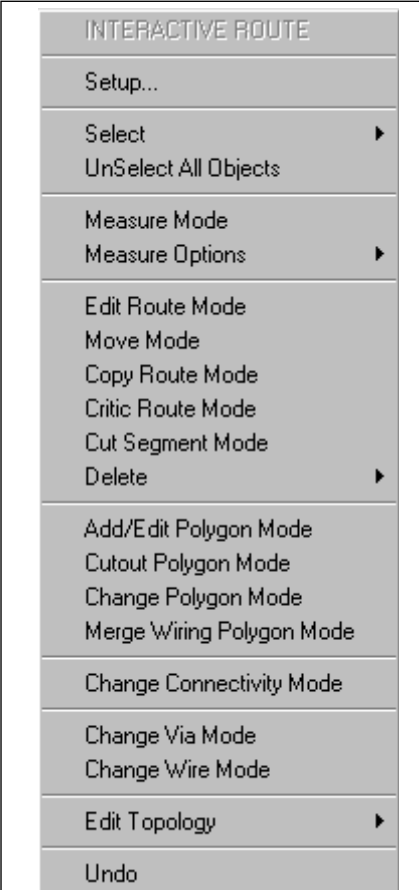 INTERACTIVE ROUTE
Setup...
Select
UnSelect All Objects
Measure Mode
Measure Options
Edit Route Mode
Move Mode
Copy Route Mode
Critic Route Mode
Cut Segment Mode
Delete
Add/Edit Polygon Mode
Cutout Polygon Mode
Change Polygon Mode
Merge Wiring Polygon Mode
Change Connectivity Mode
Change Via Mode
Change Wire Mode
Edit Topology
Undo